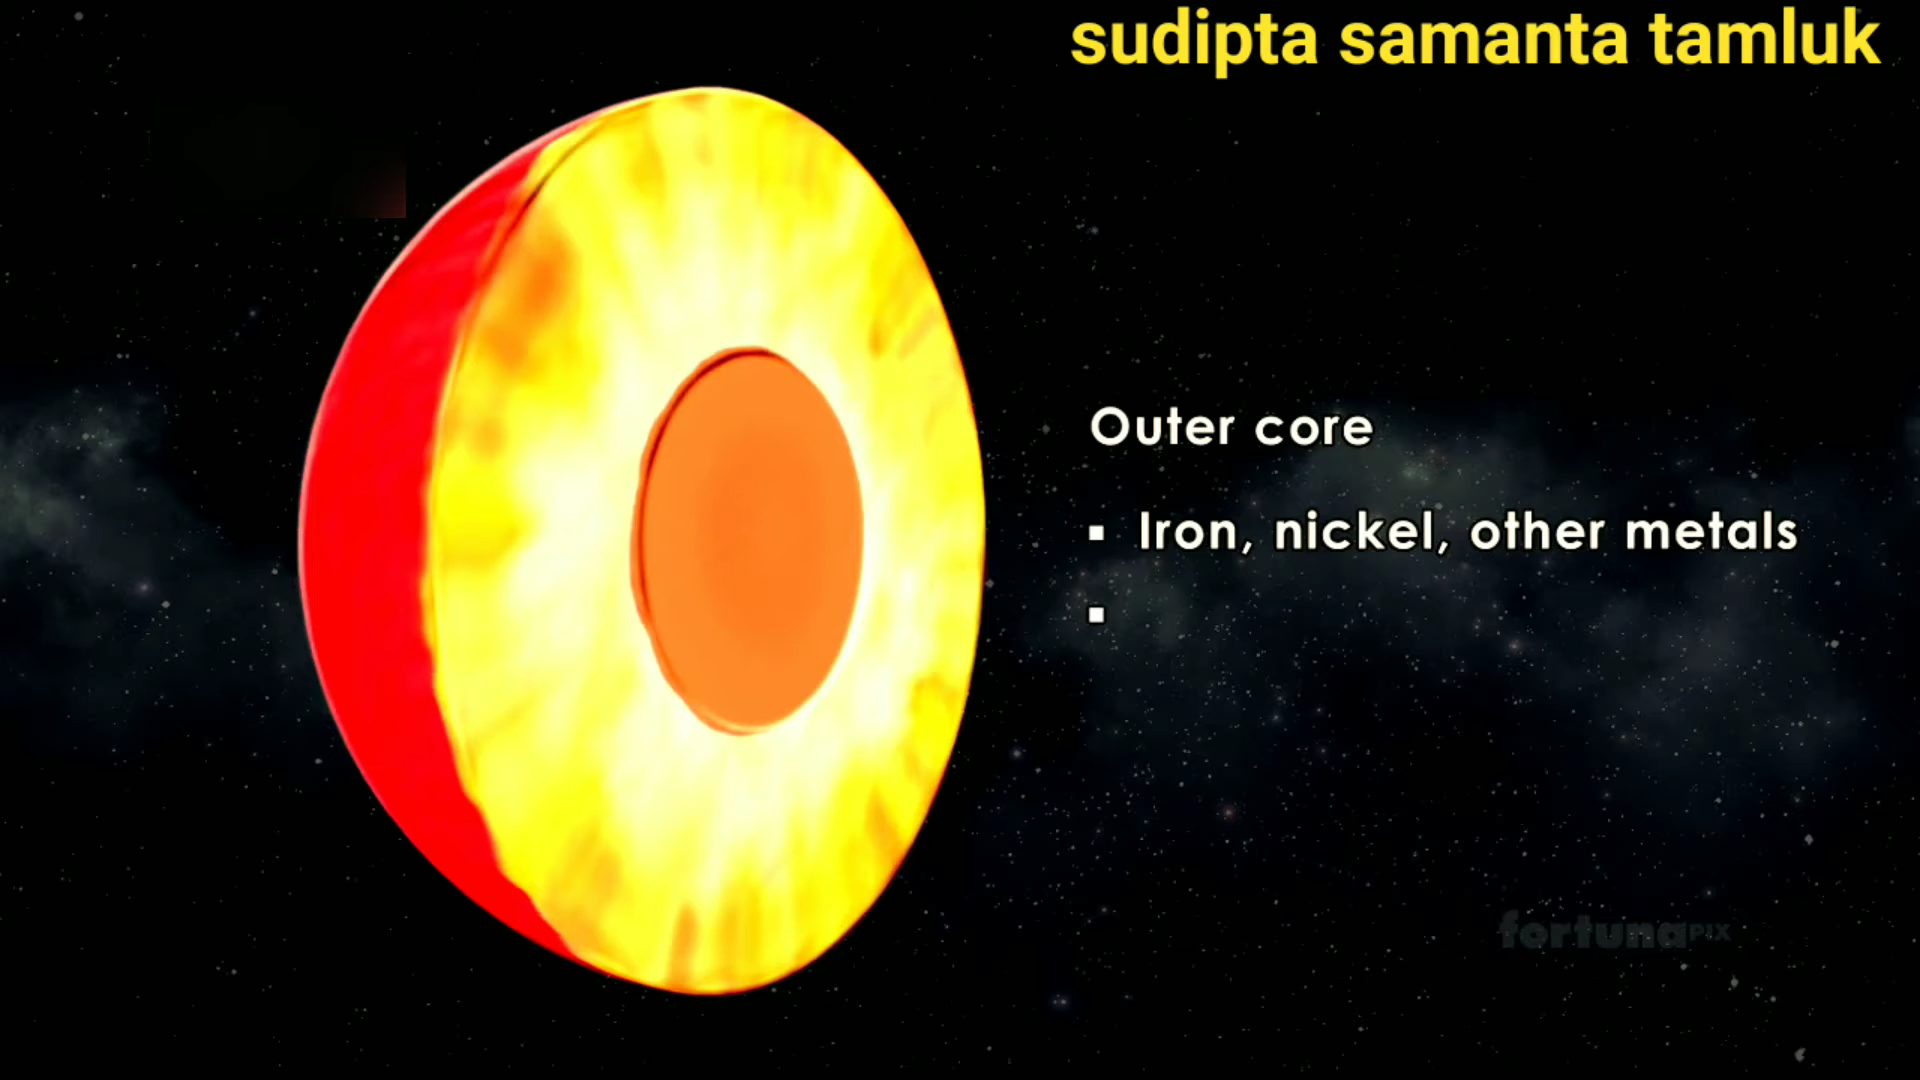 sudipta samanta tamluk
Outer core
▪ Iron, nickel, other metals
▪
fortunaPIX